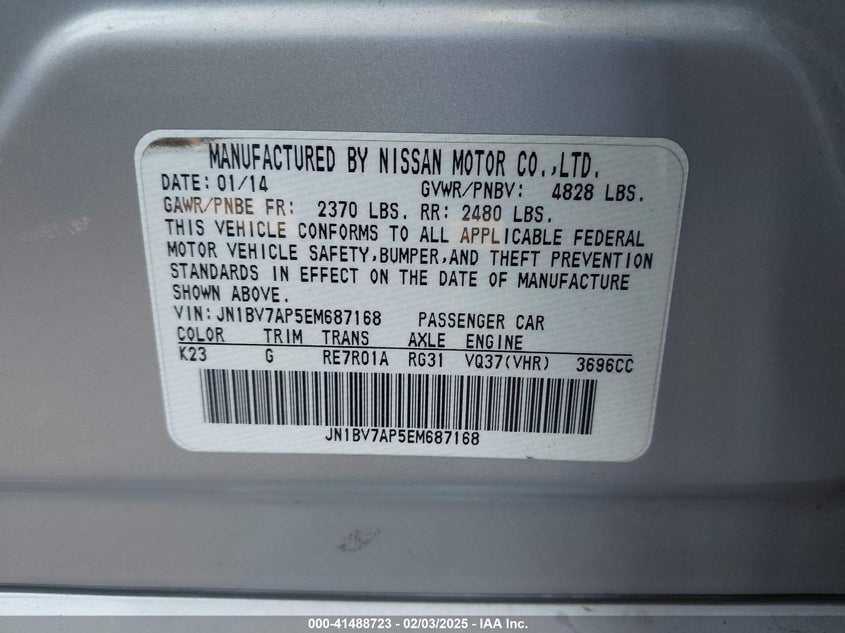 MANUFACTURED BY NISSAN MOTOR CO.,LTD.
DATE: 01/14 GVWR/PNBV: 4828 LBS.
GAWR/PNBE FR: 2370 LBS. RR: 2480 LBS.
THIS VEHICLE CONFORMS TO ALL APPLICABLE FEDERAL
MOTOR VEHICLE SAFETY,BUMPER,AND THEFT PREVENTION
STANDARDS IN EFFECT ON THE DATE OF MANUFACTURE
SHOWN ABOVE.
VIN: JN1BV7AP5EM687168 PASSENGER CAR
COLOR TRIM TRANS AXLE ENGINE
K23 G RE7R01A RG31 VQ37(VHR) 3696CC
JN1BV7AP5EM687168
000-41488723 - 02/03/2025 - IAA Inc.